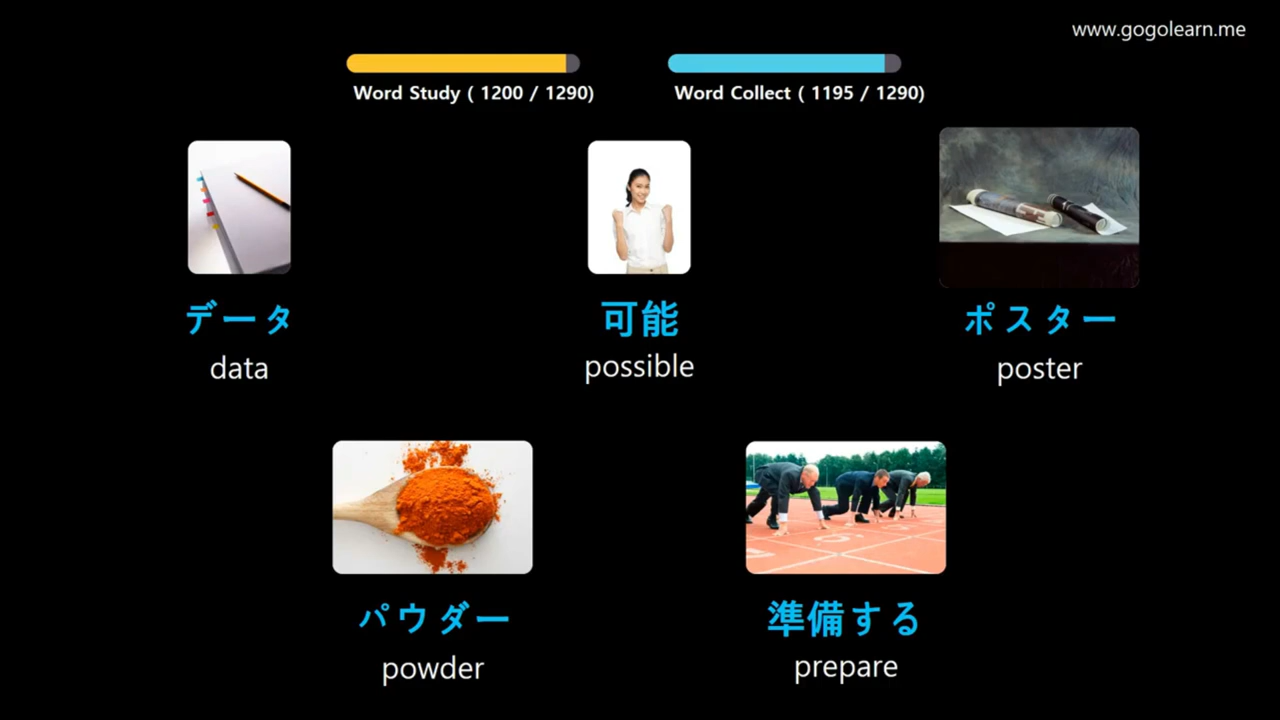 www.gogolearn.me
Word Study ( 1200 / 1290)
Word Collect ( 1195 / 1290)
データ
data
可能
possible
ポスター
poster
パウダー
powder
準備する
prepare